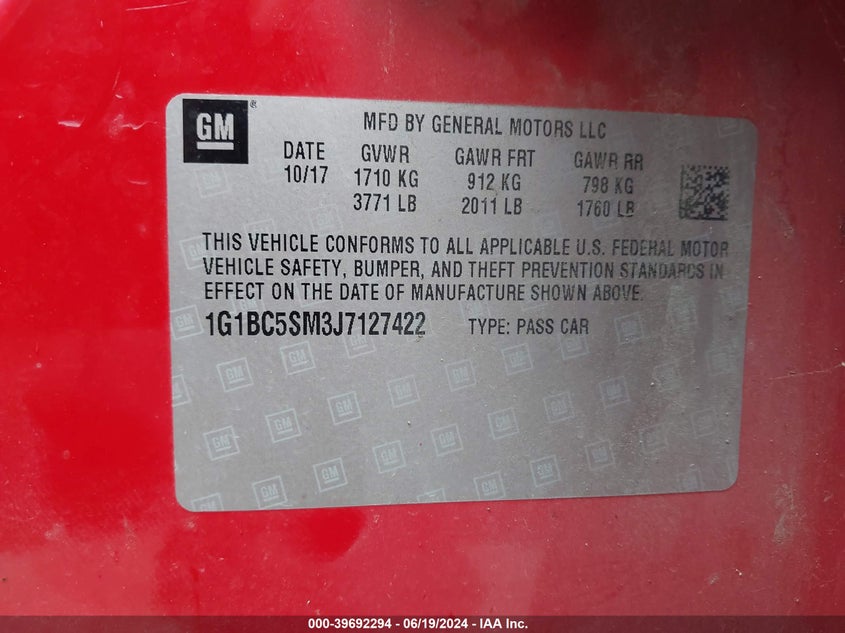 GM®
MFD BY GENERAL MOTORS LLC
DATE GVWR GAWR FRT GAWR RR
10/17 1710 KG 912 KG 798 KG
3771 LB 2011 LB 1760 LB
THIS VEHICLE CONFORMS TO ALL APPLICABLE U.S. FEDERAL MOTOR
VEHICLE SAFETY, BUMPER, AND THEFT PREVENTION STANDARDS IN
EFFECT ON THE DATE OF MANUFACTURE SHOWN ABOVE.
1G1BC5SM3J7127422 TYPE: PASS CAR
000-39692294 - 06/19/2024 - IAA Inc.